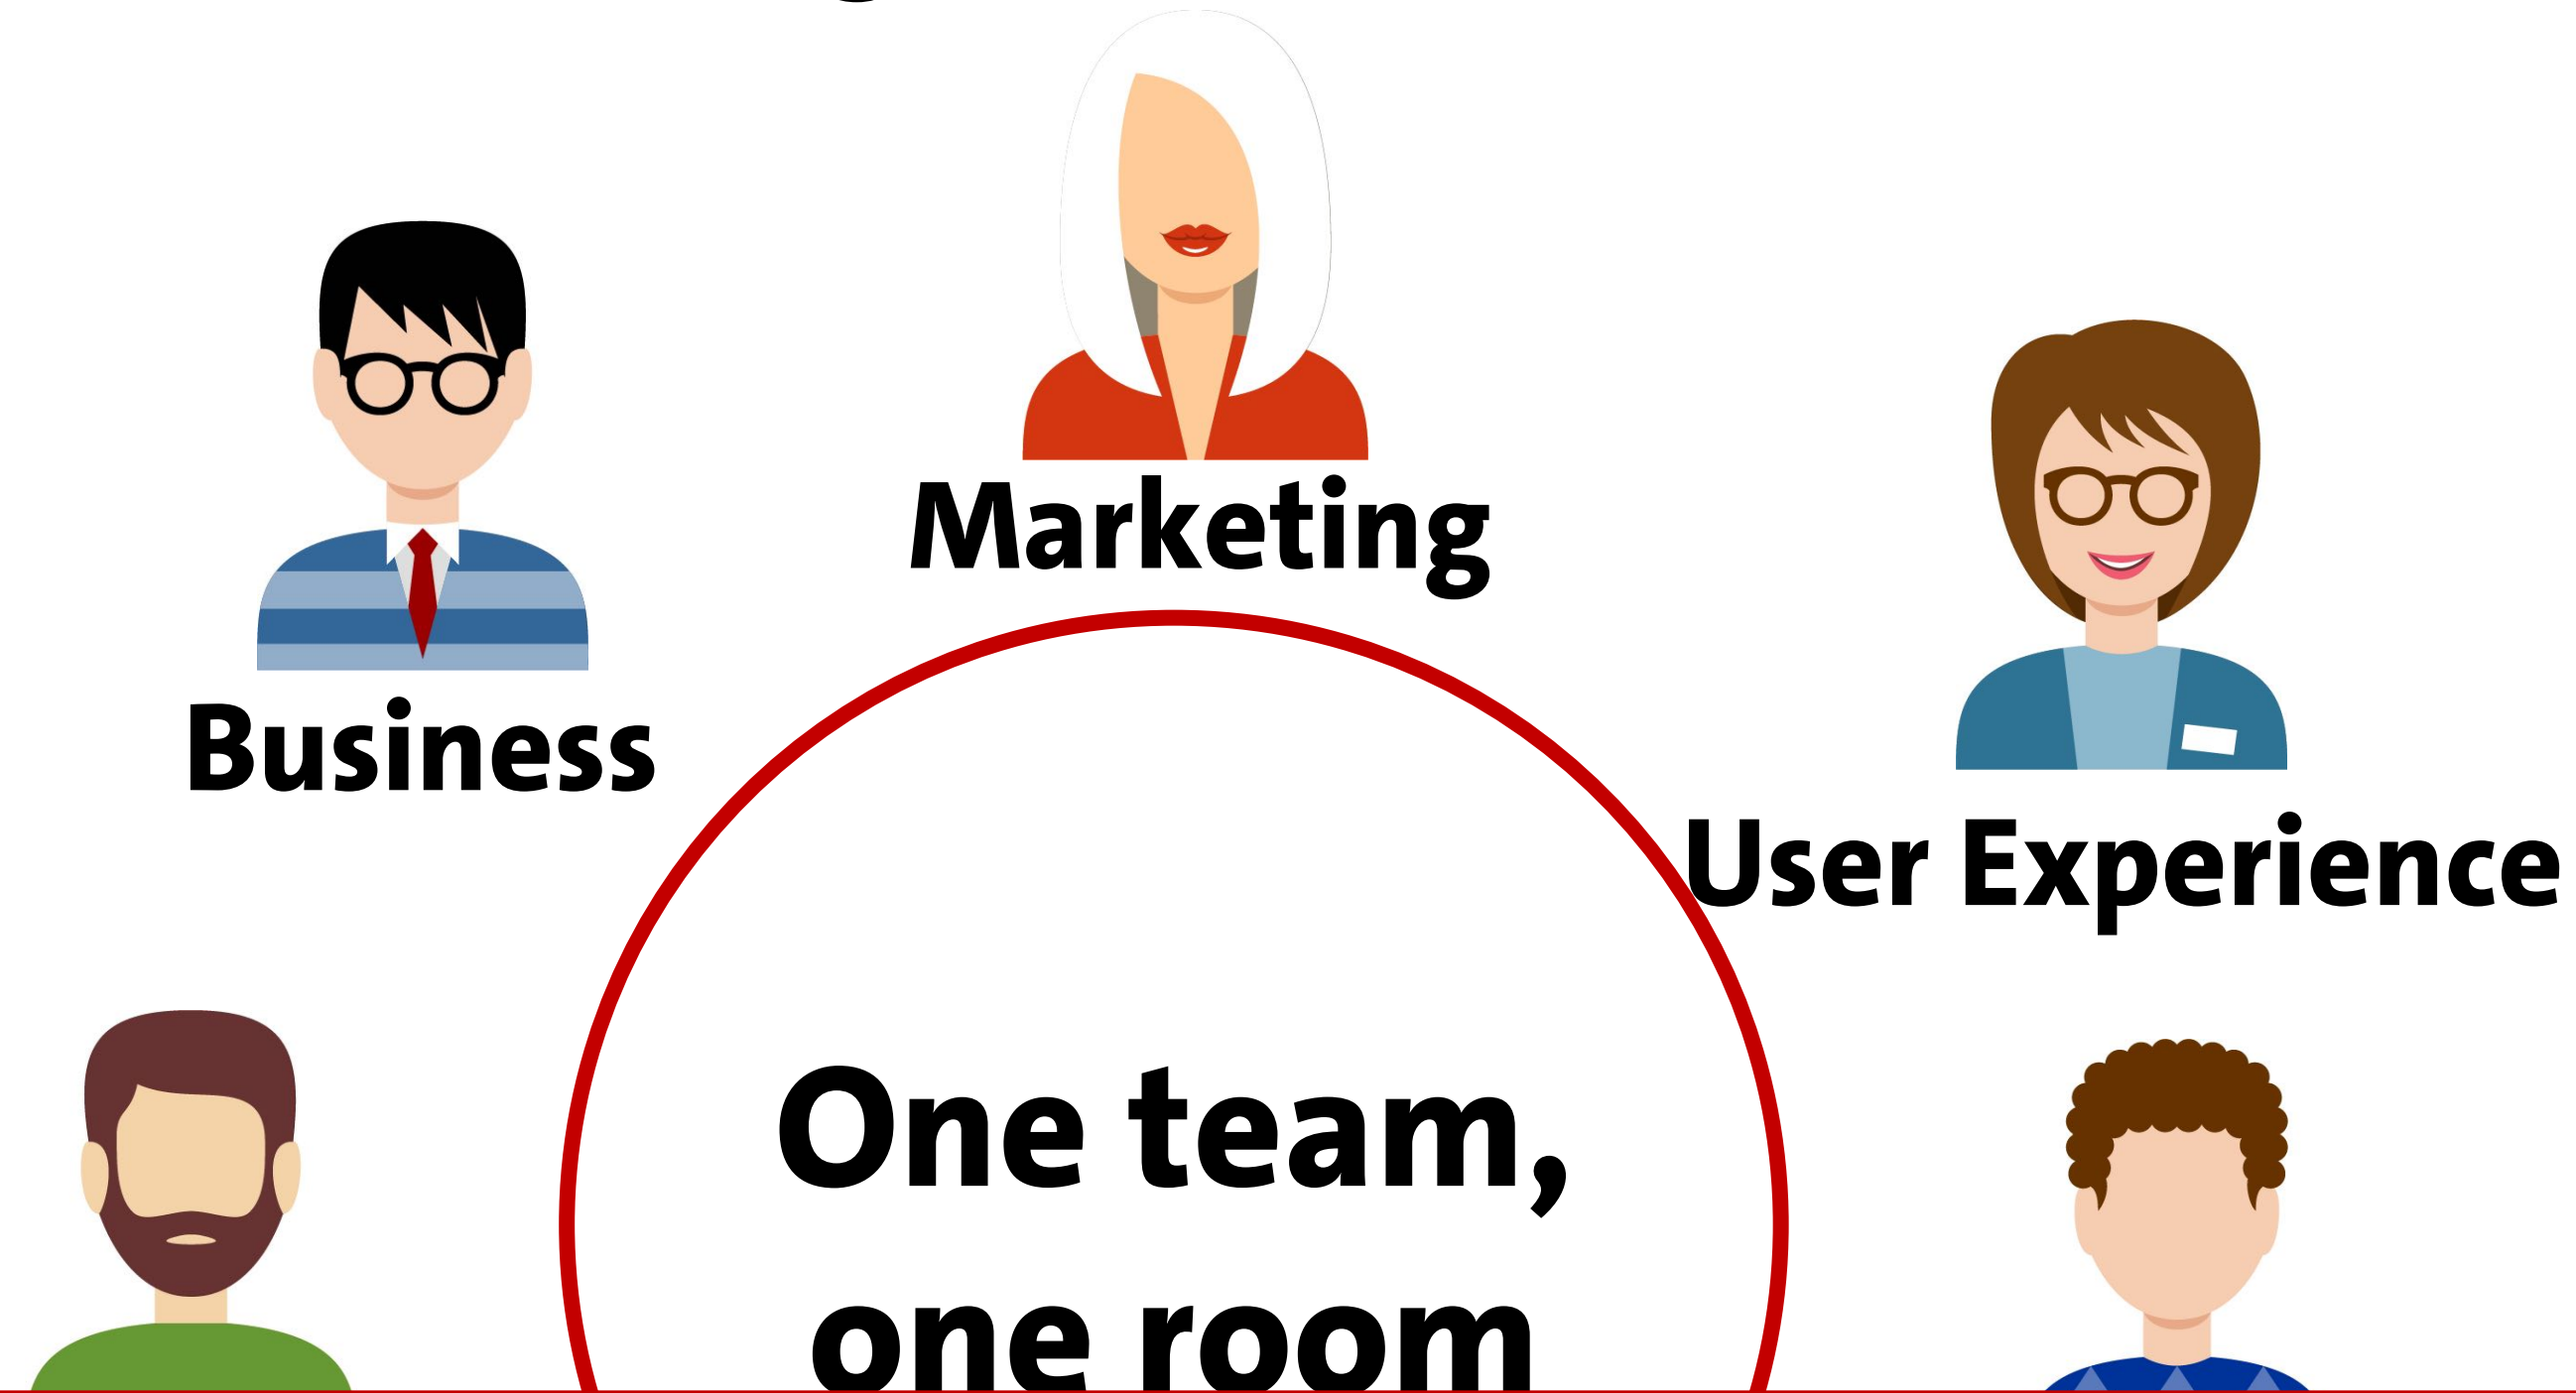 Marketing
Business
User Experience
One team,
one room